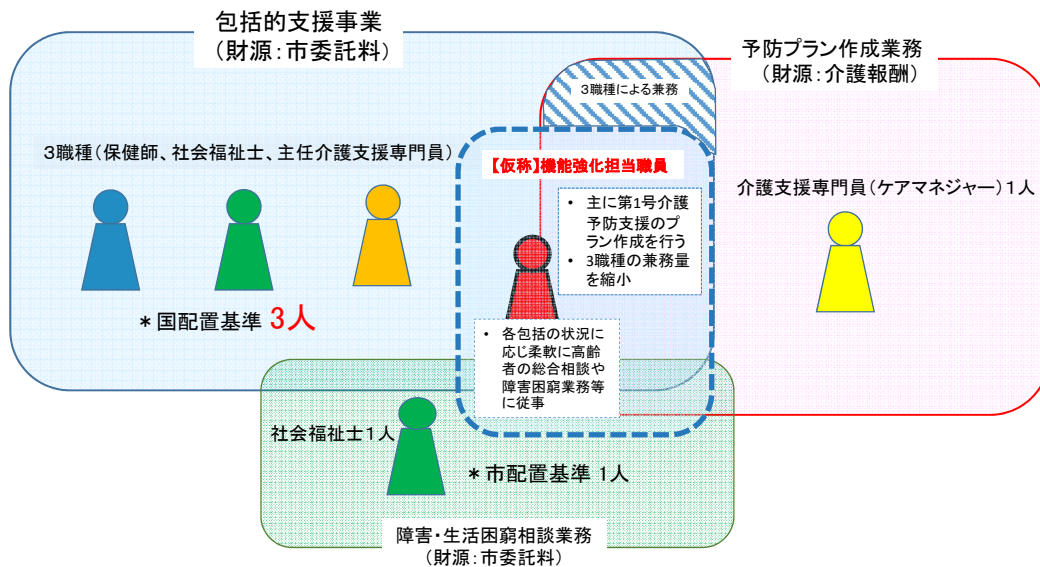 包括的支援事業
（財源：市委託料）
予防プラン作成業務
（財源：介護報酬）
3職種による兼務
3職種（保健師、社会福祉士、主任介護支援専門員）
【仮称】機能強化担当職員
• 主に第1号介護
予防支援のプ
ラン作成を行う
• 3職種の兼務量
を縮小
介護支援専門員（ケアマネジャー）1人
＊国配置基準 3人
• 各包括の状況に
応じ柔軟に高齢
者の総合相談や
障害困窮業務等
に従事
社会福祉士1人
＊市配置基準 1人
障害・生活困窮相談業務
（財源：市委託料）